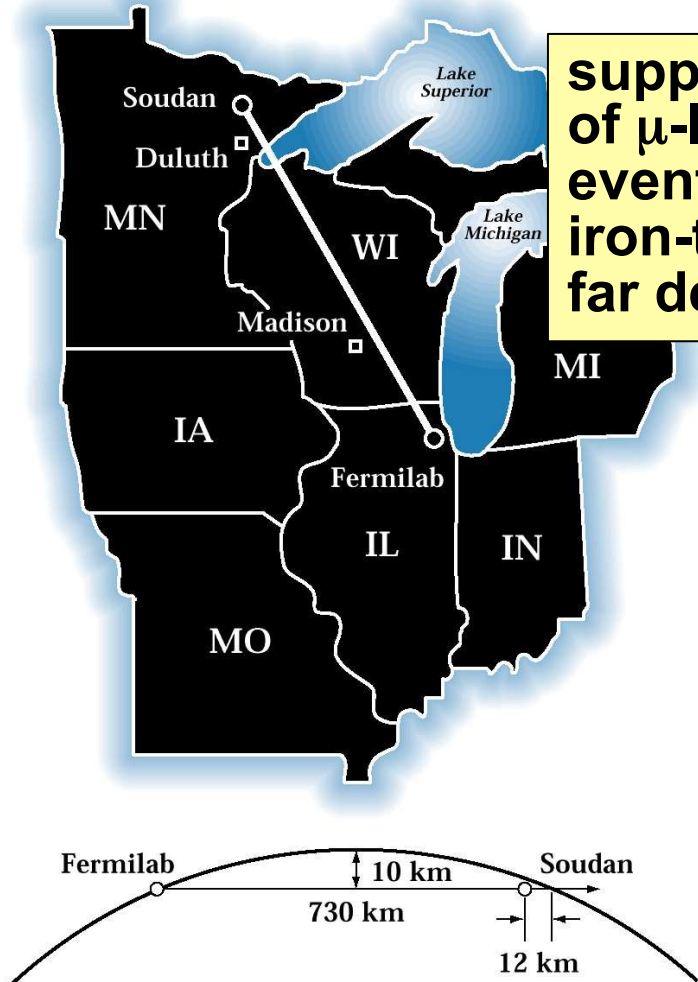 Lake
Superior
supp
of μ-
event
iron-t
far de
Soudan
Duluth
MN
WI
Lake
Michigan
Madison
MI
IA
Fermilab
IL
IN
MO
Fermilab
10 km
Soudan
730 km
12 km